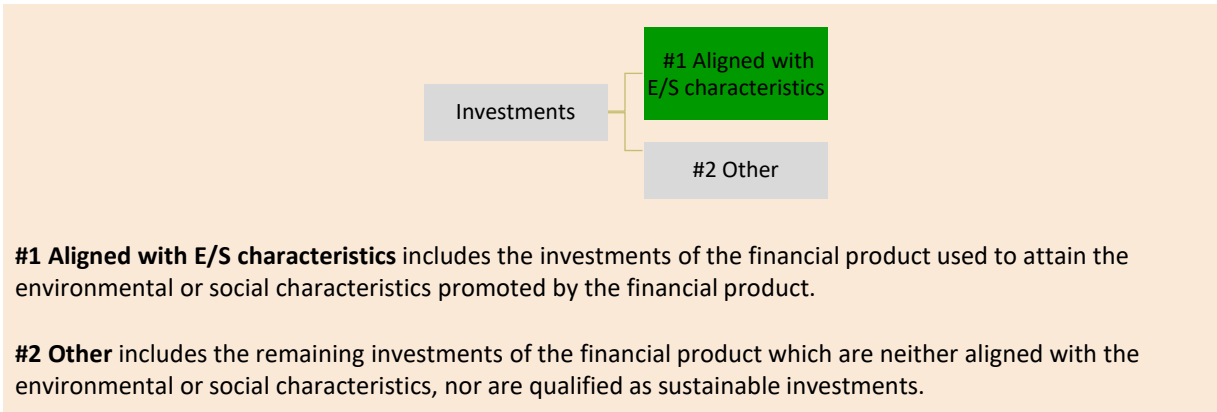 #1 Aligned with
E/S characteristics
Investments
#2 Other
#1 Aligned with E/S characteristics includes the investments of the financial product used to attain the
environmental or social characteristics promoted by the financial product.
#2 Other includes the remaining investments of the financial product which are neither aligned with the
environmental or social characteristics, nor are qualified as sustainable investments.